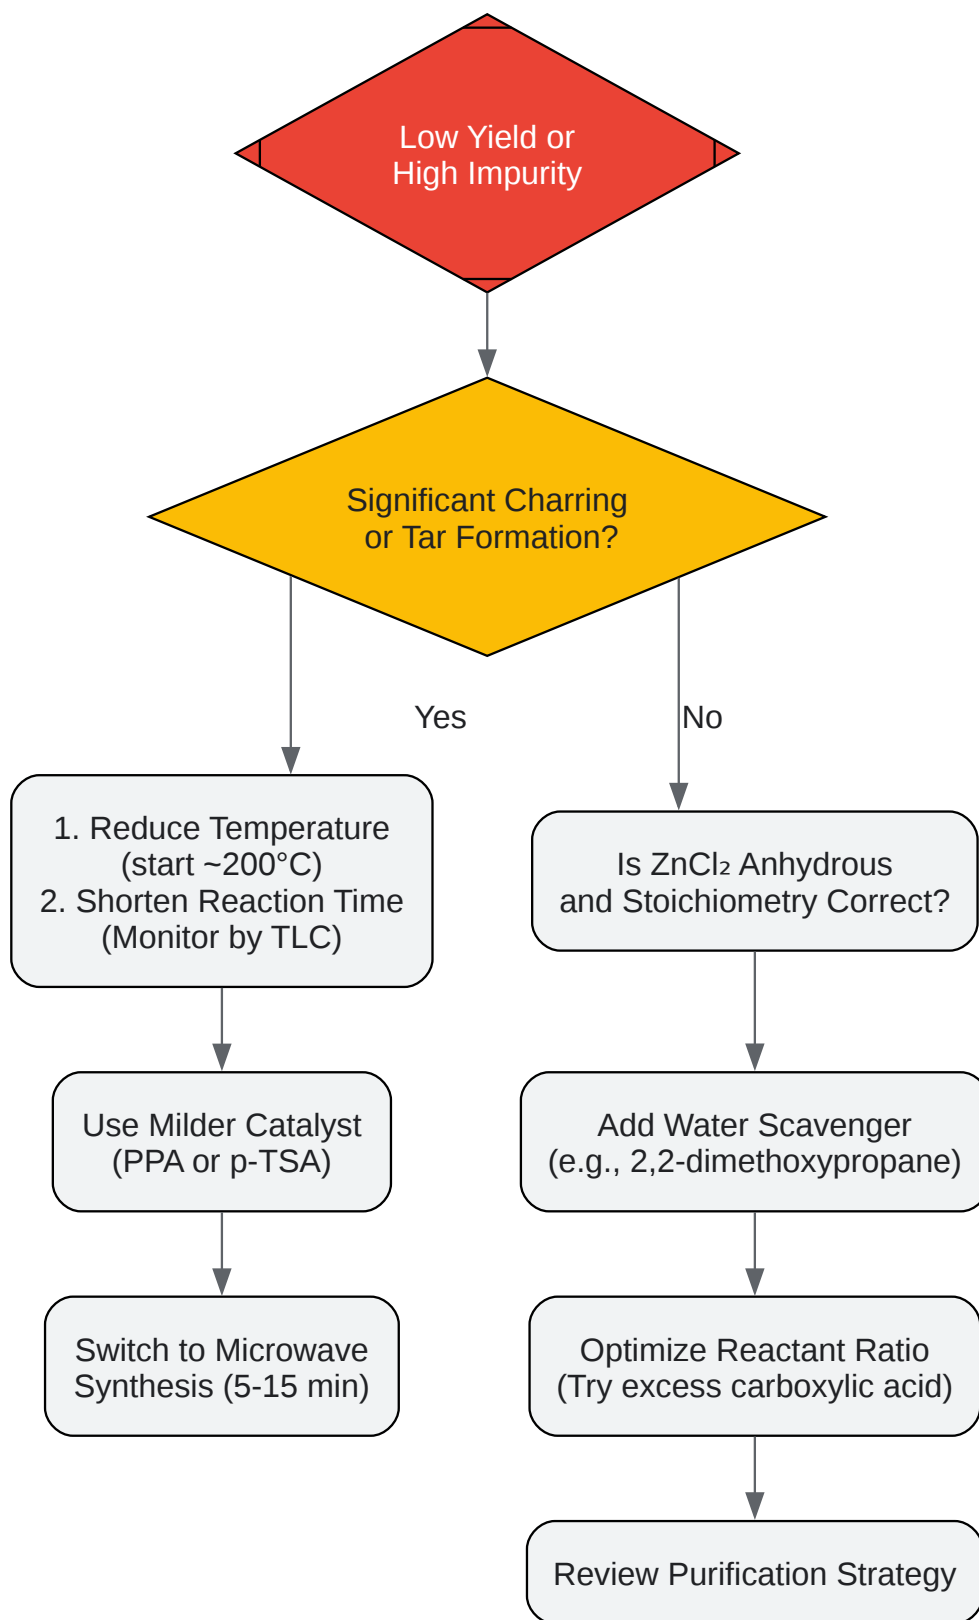 Low Yield or
High Impurity
Significant Charring
or Tar Formation?
Yes
No
1. Reduce Temperature
(start ~200°C)
2. Shorten Reaction Time
(Monitor by TLC)
Is ZnCl₂ Anhydrous
and Stoichiometry Correct?
Use Milder Catalyst
(PPA or p-TSA)
Add Water Scavenger
(e.g., 2,2-dimethoxypropane)
Switch to Microwave
Synthesis (5-15 min)
Optimize Reactant Ratio
(Try excess carboxylic acid)
Review Purification Strategy